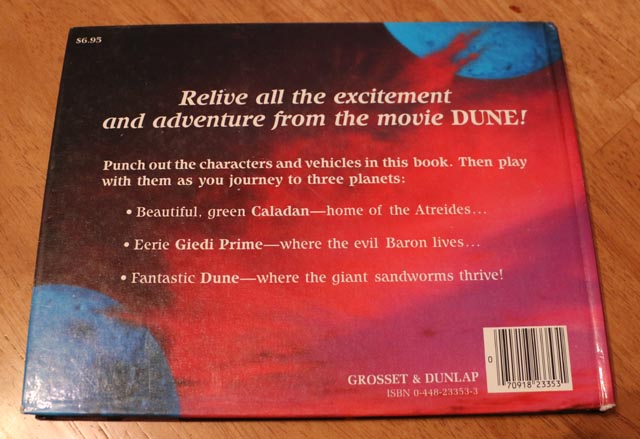 $6.95
Relive all the excitement
and adventure from the movie DUNE!
Punch out the characters and vehicles in this book. Then play
with them as you journey to three planets:
• Beautiful, green Caladan—home of the Atreides...
• Eerie Giedi Prime—where the evil Baron lives...
• Fantastic Dune—where the giant sandworms thrive!
GROSSET & DUNLAP
ISBN 0-448-23353-3
0 70918 23353